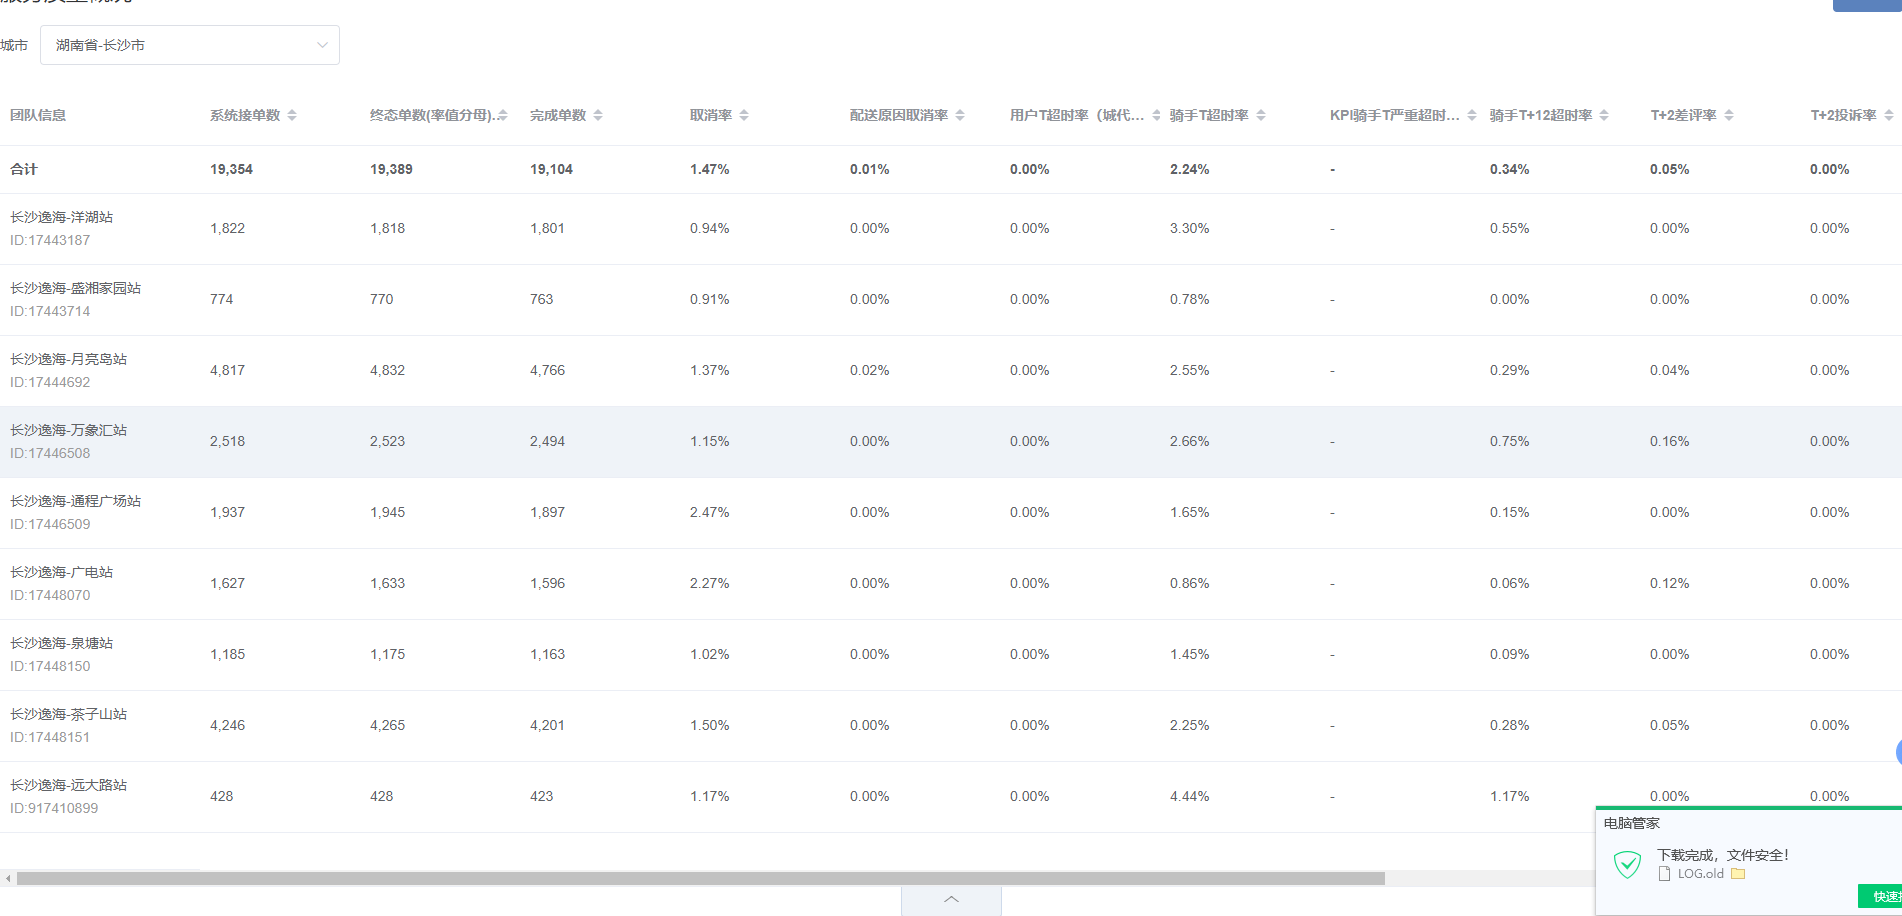 城市 湖南省-长沙市
团队信息 系统接单数 终态单数(率值分母)... 完成单数 取消率 配送原因取消率 用户T超时率（城代... 骑手T超时率 KPI骑手T严重超时... 骑手T+12超时率 T+2差评率 T+2投诉率
合计 19,354 19,389 19,104 1.47% 0.01% 0.00% 2.24% - 0.34% 0.05% 0.00%
长沙逸海-洋湖站
ID:17443187
1,822 1,818 1,801 0.94% 0.00% 0.00% 3.30% - 0.55% 0.00% 0.00%
长沙逸海-盛湘家园站
ID:17443714
774 770 763 0.91% 0.00% 0.00% 0.78% - 0.00% 0.00% 0.00%
长沙逸海-月亮岛站
ID:17444692
4,817 4,832 4,766 1.37% 0.02% 0.00% 2.55% - 0.29% 0.04% 0.00%
长沙逸海-万象汇站
ID:17446508
2,518 2,523 2,494 1.15% 0.00% 0.00% 2.66% - 0.75% 0.16% 0.00%
长沙逸海-通程广场站
ID:17446509
1,937 1,945 1,897 2.47% 0.00% 0.00% 1.65% - 0.15% 0.00% 0.00%
长沙逸海-广电站
ID:17448070
1,627 1,633 1,596 2.27% 0.00% 0.00% 0.86% - 0.06% 0.12% 0.00%
长沙逸海-泉塘站
ID:17448150
1,185 1,175 1,163 1.02% 0.00% 0.00% 1.45% - 0.09% 0.00% 0.00%
长沙逸海-茶子山站
ID:17448151
4,246 4,265 4,201 1.50% 0.00% 0.00% 2.25% - 0.28% 0.05% 0.00%
长沙逸海-远大路站
ID:917410899
428 428 423 1.17% 0.00% 0.00% 4.44% - 1.17% 0.00% 0.00%
电脑管家
下载完成，文件安全！
LOG.old
快速